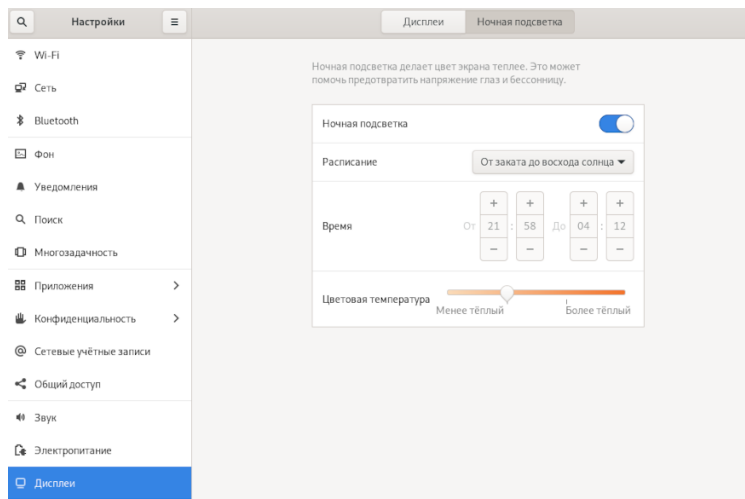 Настройки
Дисплеи
Ночная подсветка
Wi-Fi
Сеть
Bluetooth
Фон
Уведомления
Поиск
Многозадачность
Приложения
Конфиденциальность
Сетевые учётные записи
Общий доступ
Звук
Электропитание
Дисплеи
Ночная подсветка делает цвет экрана теплее. Это может
помочь предотвратить напряжение глаз и бессонницу.
Ночная подсветка
Расписание
От заката до восхода солнца
+ + + +
Время От 21 : 58 До 04 : 12
− − − −
Цветовая температура
Менее тёплый Более тёплый